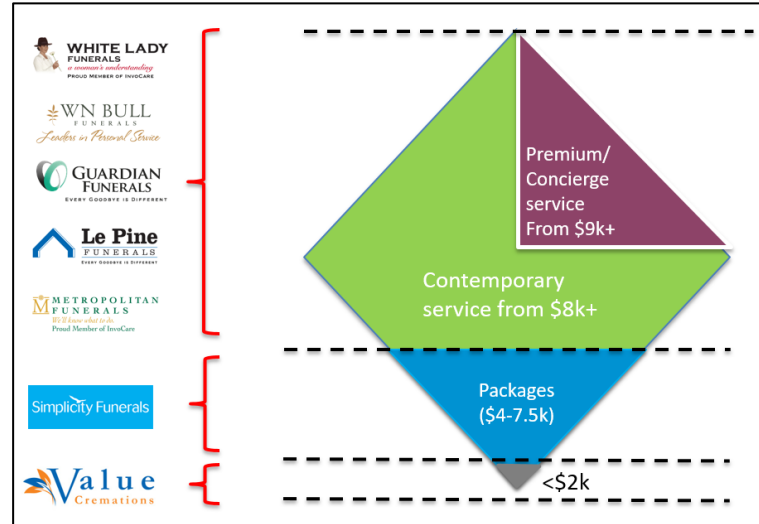 WHITE LADY
FUNERALS
a woman's understanding
PROUD MEMBER OF INVOCARE
WN BULL
FUNERALS
Leaders in Personal Service
GUARDIAN
FUNERALS
EVERY GOODBYE IS DIFFERENT
Le Pine
FUNERALS
EVERY GOODBYE IS DIFFERENT
METROPOLITAN
FUNERALS
We'll know what to do.
Proud Member of InvoCare
Simplicity Funerals
Value
Cremations
Premium/
Concierge
service
From $9k+
Contemporary
service from $8k+
Packages
($4-7.5k)
<$2k